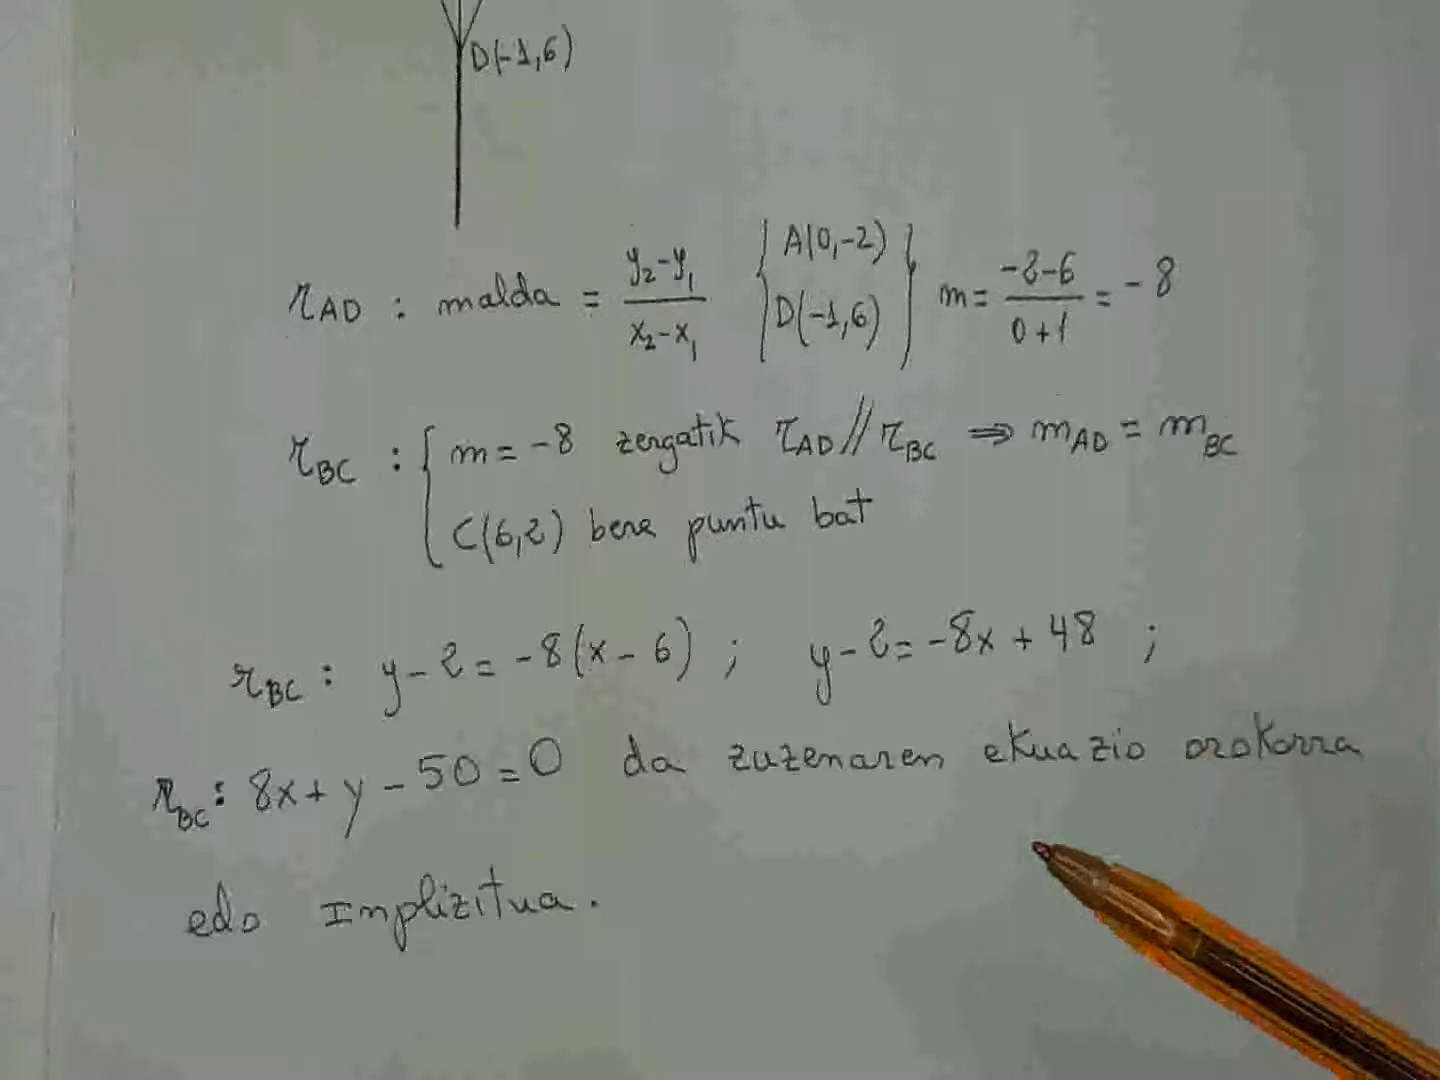 D(-1,6)
r_AD : malda = (y₂-y₁)/(x₂-x₁) { A(0,-2) D(-1,6) } m = (-2-6)/(0+1) = -8
r_BC : { m = -8 zergatik r_AD // r_BC ⇒ m_AD = m_BC
C(6,2) bere puntu bat
r_BC : y-2 = -8(x-6) ; y-2 = -8x + 48 ;
r_BC : 8x + y - 50 = 0 da zuzenaren ekuazio orokorra
edo Inplizitua.